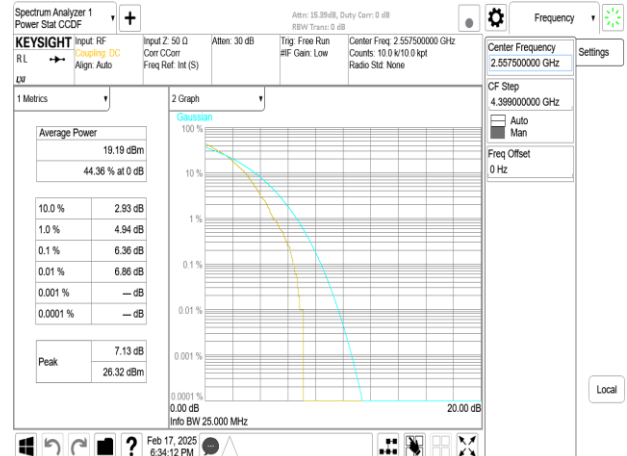 Spectrum Analyzer 1
Power Stat CCDF
Attn: 15.39dB, Duty Corr: 0 dB
RBW Trans: 0 dB
Frequency
KEYSIGHT
RL
LXI
Input: RF
Coupling: DC
Align: Auto
Input Z: 50 Ω
Corr CCorr
Freq Ref: Int (S)
Atten: 30 dB
Trig: Free Run
#IF Gain: Low
Center Freq: 2.557500000 GHz
Counts: 10.0 k/10.0 kpt
Radio Std: None
Center Frequency
2.557500000 GHz
Settings
CF Step
4.399000000 GHz
Auto
Man
Freq Offset
0 Hz
1 Metrics
Average Power
19.19 dBm
44.36 % at 0 dB
10.0 % 2.93 dB
1.0 % 4.94 dB
0.1 % 6.36 dB
0.01 % 6.86 dB
0.001 % --- dB
0.0001 % --- dB
Peak
7.13 dB
26.32 dBm
2 Graph
Gaussian
100 %
10 %
1 %
0.1 %
0.01 %
0.001 %
0.0001 %
0.00 dB
20.00 dB
Info BW 25.000 MHz
Local
?
Feb 17, 2025
6:34:12 PM